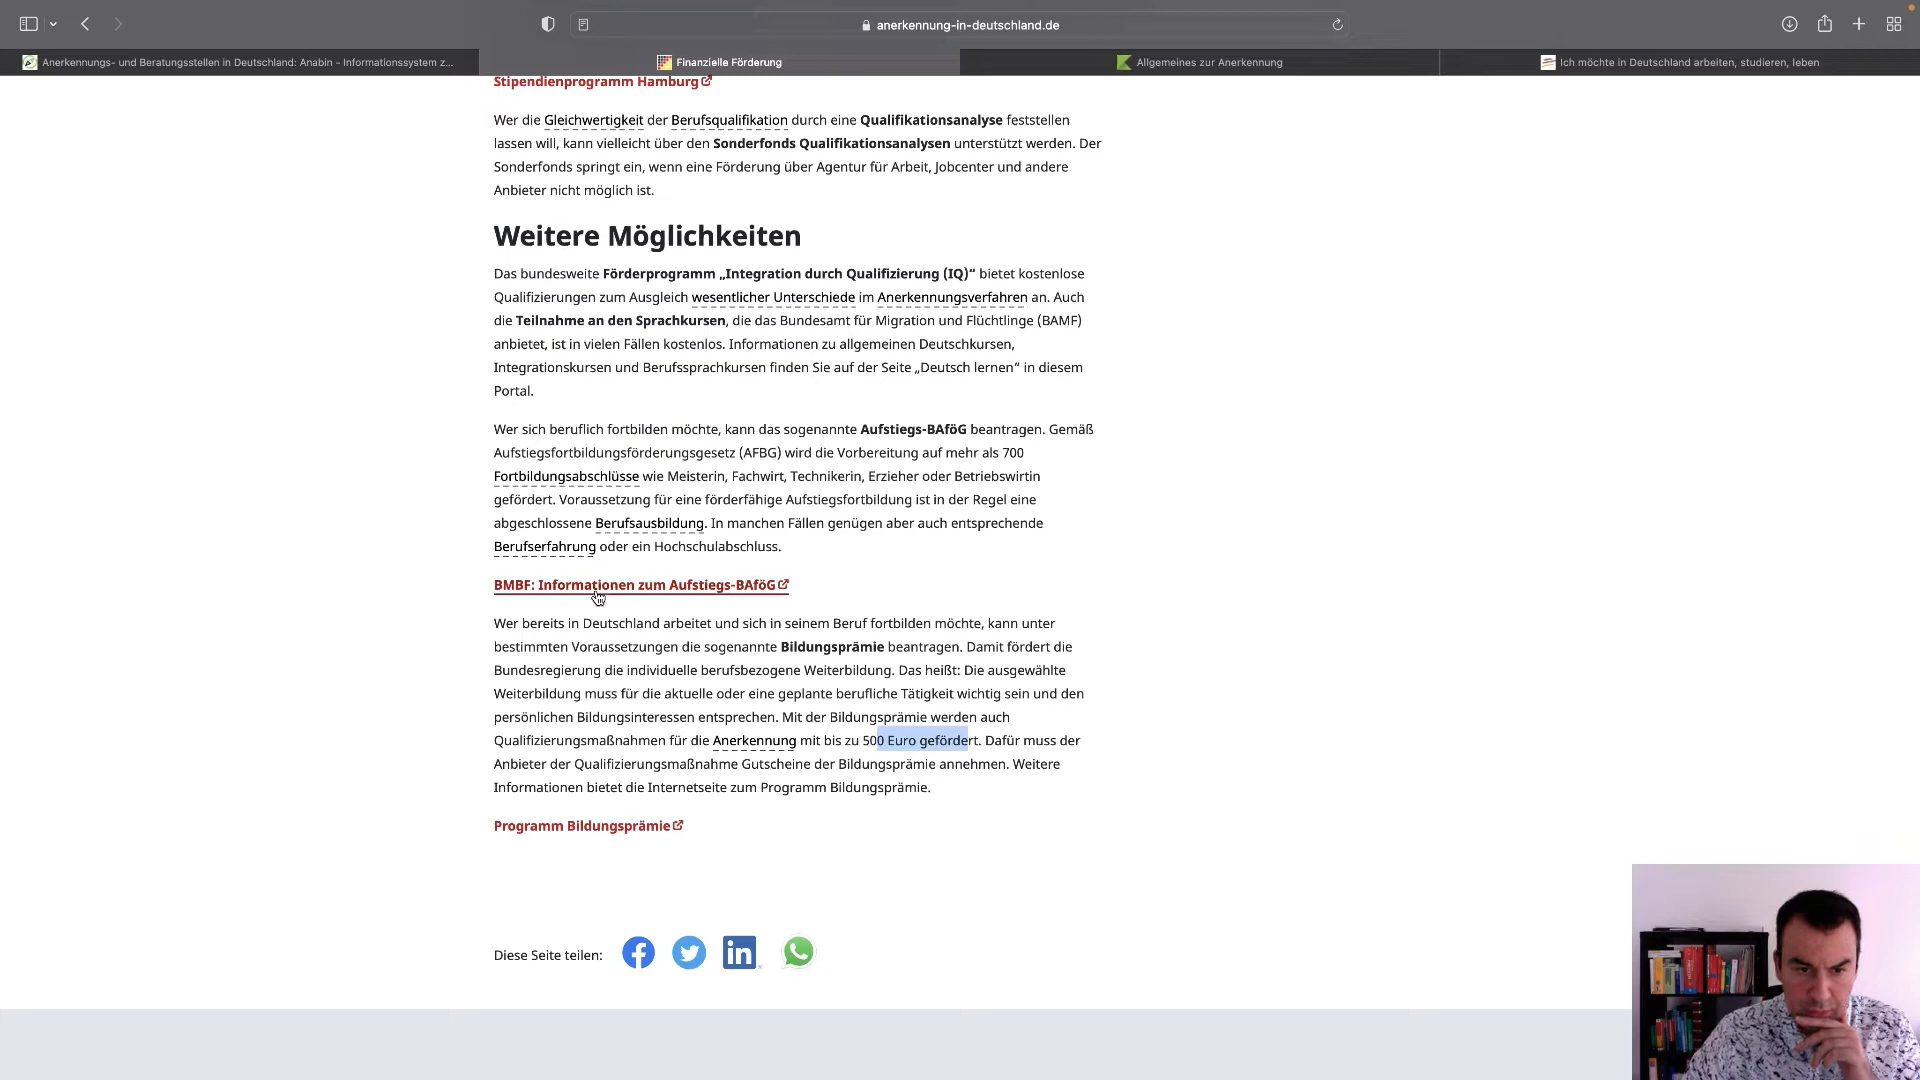 anerkennung-in-deutschland.de
Anerkennungs- und Beratungsstellen in Deutschland: Anabin - Informationssystem z...
Finanzielle Förderung
Allgemeines zur Anerkennung
Ich möchte in Deutschland arbeiten, studieren, leben
Stipendienprogramm Hamburg
Wer die Gleichwertigkeit der Berufsqualifikation durch eine Qualifikationsanalyse feststellen
lassen will, kann vielleicht über den Sonderfonds Qualifikationsanalysen unterstützt werden. Der
Sonderfonds springt ein, wenn eine Förderung über Agentur für Arbeit, Jobcenter und andere
Anbieter nicht möglich ist.
Weitere Möglichkeiten
Das bundesweite Förderprogramm „Integration durch Qualifizierung (IQ)“ bietet kostenlose
Qualifizierungen zum Ausgleich wesentlicher Unterschiede im Anerkennungsverfahren an. Auch
die Teilnahme an den Sprachkursen, die das Bundesamt für Migration und Flüchtlinge (BAMF)
anbietet, ist in vielen Fällen kostenlos. Informationen zu allgemeinen Deutschkursen,
Integrationskursen und Berufssprachkursen finden Sie auf der Seite „Deutsch lernen“ in diesem
Portal.
Wer sich beruflich fortbilden möchte, kann das sogenannte Aufstiegs-BAföG beantragen. Gemäß
Aufstiegsfortbildungsförderungsgesetz (AFBG) wird die Vorbereitung auf mehr als 700
Fortbildungsabschlüsse wie Meisterin, Fachwirt, Technikerin, Erzieher oder Betriebswirtin
gefördert. Voraussetzung für eine förderfähige Aufstiegsfortbildung ist in der Regel eine
abgeschlossene Berufsausbildung. In manchen Fällen genügen aber auch entsprechende
Berufserfahrung oder ein Hochschulabschluss.
BMBF: Informationen zum Aufstiegs-BAföG
Wer bereits in Deutschland arbeitet und sich in seinem Beruf fortbilden möchte, kann unter
bestimmten Voraussetzungen die sogenannte Bildungsprämie beantragen. Damit fördert die
Bundesregierung die individuelle berufsbezogene Weiterbildung. Das heißt: Die ausgewählte
Weiterbildung muss für die aktuelle oder eine geplante berufliche Tätigkeit wichtig sein und den
persönlichen Bildungsinteressen entsprechen. Mit der Bildungsprämie werden auch
Qualifizierungsmaßnahmen für die Anerkennung mit bis zu 500 Euro gefördert. Dafür muss der
Anbieter der Qualifizierungsmaßnahme Gutscheine der Bildungsprämie annehmen. Weitere
Informationen bietet die Internetseite zum Programm Bildungsprämie.
Programm Bildungsprämie
Diese Seite teilen:
in